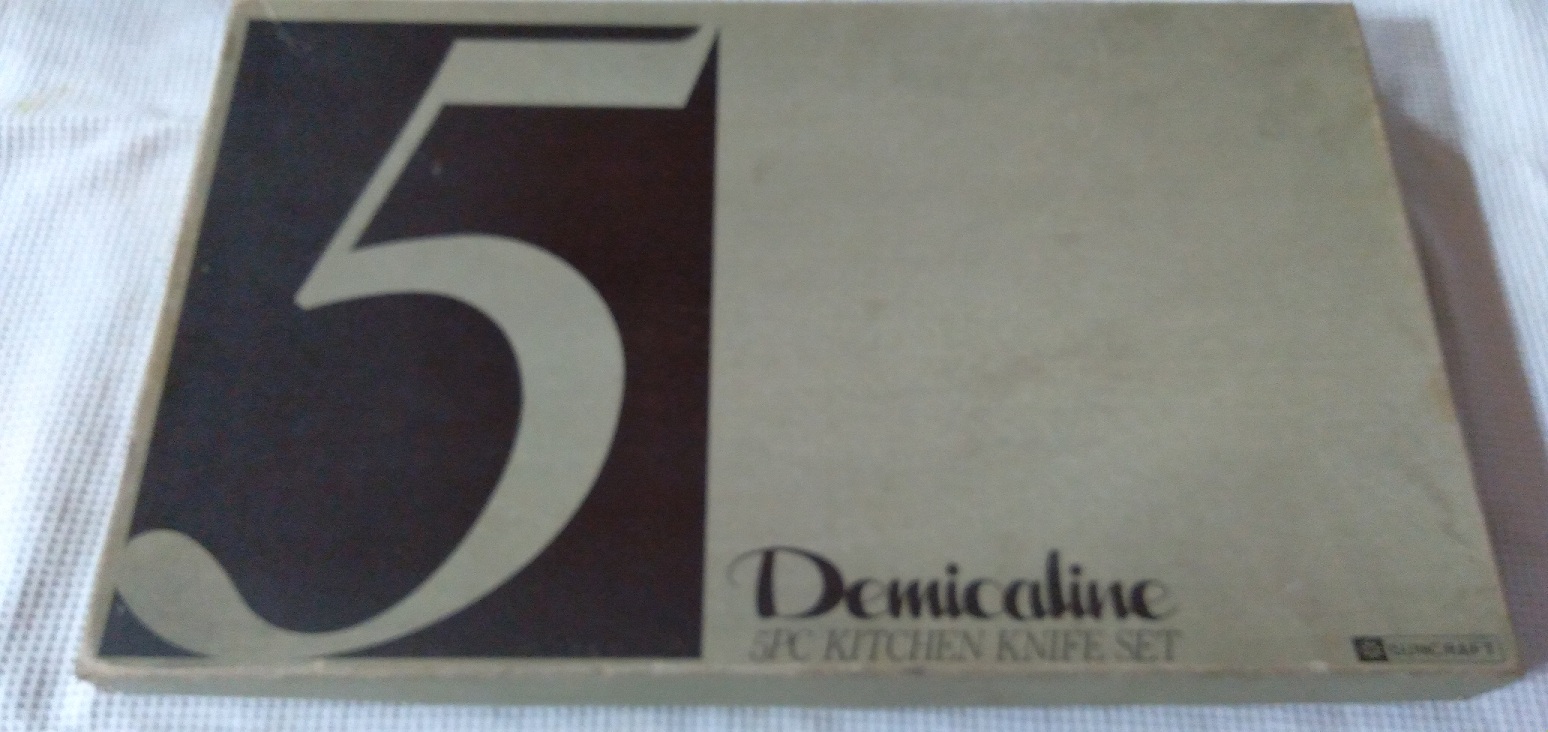 5
Demicaline
5PC KITCHEN KNIFE SET
SUNCRAFT